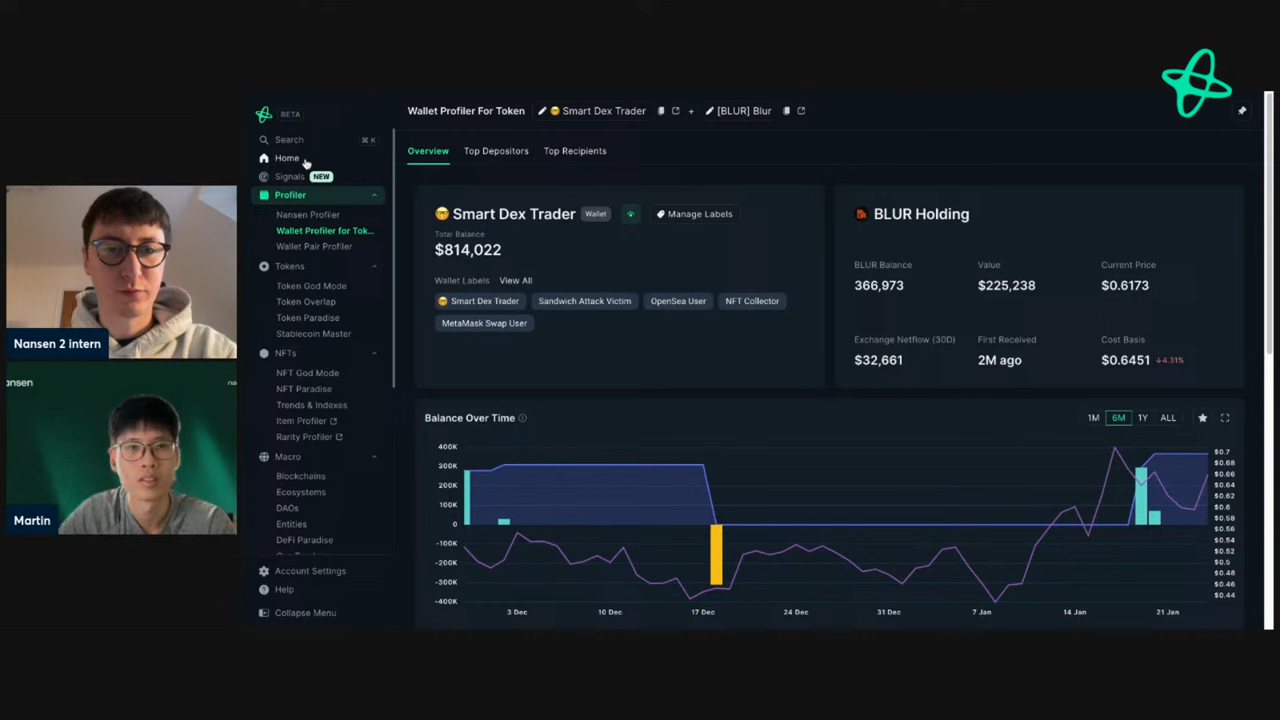 BETA
Search
⌘ K
Home
Signals NEW
Profiler
Nansen Profiler
Wallet Profiler for Tok...
Wallet Pair Profiler
Tokens
Token God Mode
Token Overlap
Token Paradise
Stablecoin Master
NFTs
NFT God Mode
NFT Paradise
Trends & Indexes
Item Profiler
Rarity Profiler
Macro
Blockchains
Ecosystems
DAOs
Entities
DeFi Paradise
Account Settings
Help
Collapse Menu
Wallet Profiler For Token Smart Dex Trader + [BLUR] Blur
Overview Top Depositors Top Recipients
Smart Dex Trader Wallet Manage Labels
Total Balance
$814,022
Wallet Labels View All
Smart Dex Trader Sandwich Attack Victim OpenSea User NFT Collector
MetaMask Swap User
BLUR Holding
BLUR Balance Value Current Price
366,973 $225,238 $0.6173
Exchange Netflow (30D) First Received Cost Basis
$32,661 2M ago $0.6451 ↓4.31%
Balance Over Time
1M 6M 1Y ALL
400K
300K
200K
100K
0
-100K
-200K
-300K
-400K
$0.7
$0.68
$0.66
$0.64
$0.62
$0.6
$0.58
$0.56
$0.54
$0.52
$0.5
$0.48
$0.46
$0.44
3 Dec 10 Dec 17 Dec 24 Dec 31 Dec 7 Jan 14 Jan 21 Jan
Nansen 2 Intern
ansen
na
Martin